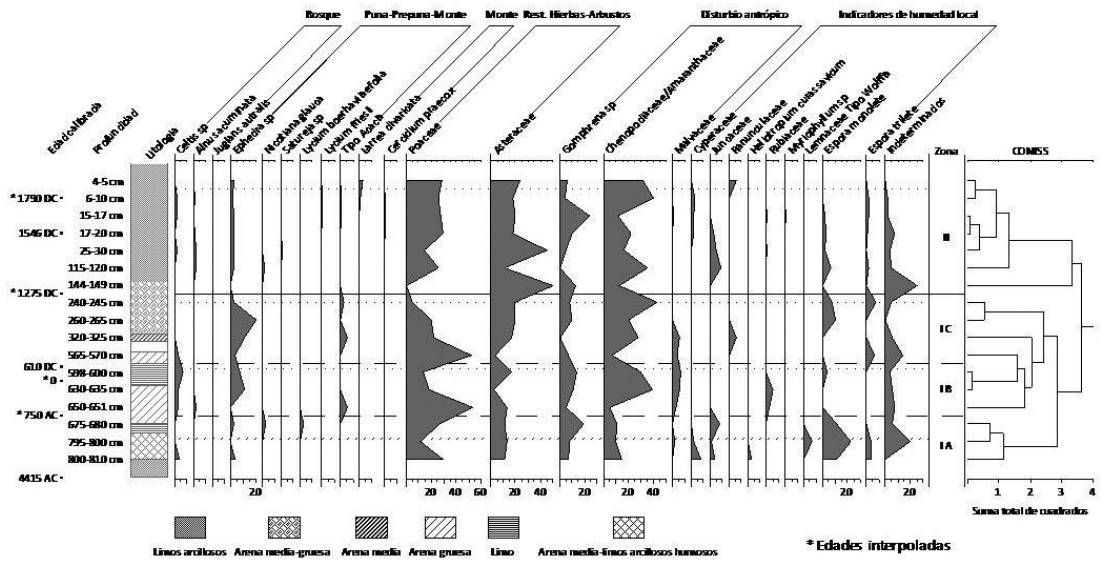 Bosque
Puna-Prepuna-Monte
Monte
Rest. Hierbas-Arbustos
Disturbio antrópico
Indicadores de humedad local
Edad calibrada
Profundidad
Litología
Celtis sp
Alnus acuminata
Juglans autralis
Ephedra sp
Nicotiana glauca
Satureja sp
Lycium boerhaviaefolia
Lycium fresii
Tipo Acacia
Larrea divaricata
Cercidium praecox
Poaceae
Asteraceae
Gomphrena sp
Chenopodiaceae/Amaranthaceae
Malvaceae
Cyperaceae
Juncaceae
Ranunculaceae
Heliotropium curassavicum
Rubiaceae
Myriophyllum sp
Lemnaceae Tipo Wolffia
Espora monolete
Espora trilete
Indeterminados
Zona
CONISS
4-5 cm
* 1790 DC
6-10 cm
15-17 cm
1546 DC
17-20 cm
II
25-30 cm
115-120 cm
144-149 cm
* 1275 DC
240-245 cm
260-265 cm
I C
320-325 cm
565-570 cm
610 DC
598-600 cm
* 0
630-635 cm
I B
650-651 cm
* 750 AC
675-680 cm
795-800 cm
I A
800-810 cm
4415 AC
20 20 40 60 20 40 20 20 40 20 20
1 2 3 4
Suma total de cuadrados
Limos arcillosos
Arena media-gruesa
Arena media
Arena gruesa
Limo
Arena media-limos arcillosos humosos
* Edades interpoladas